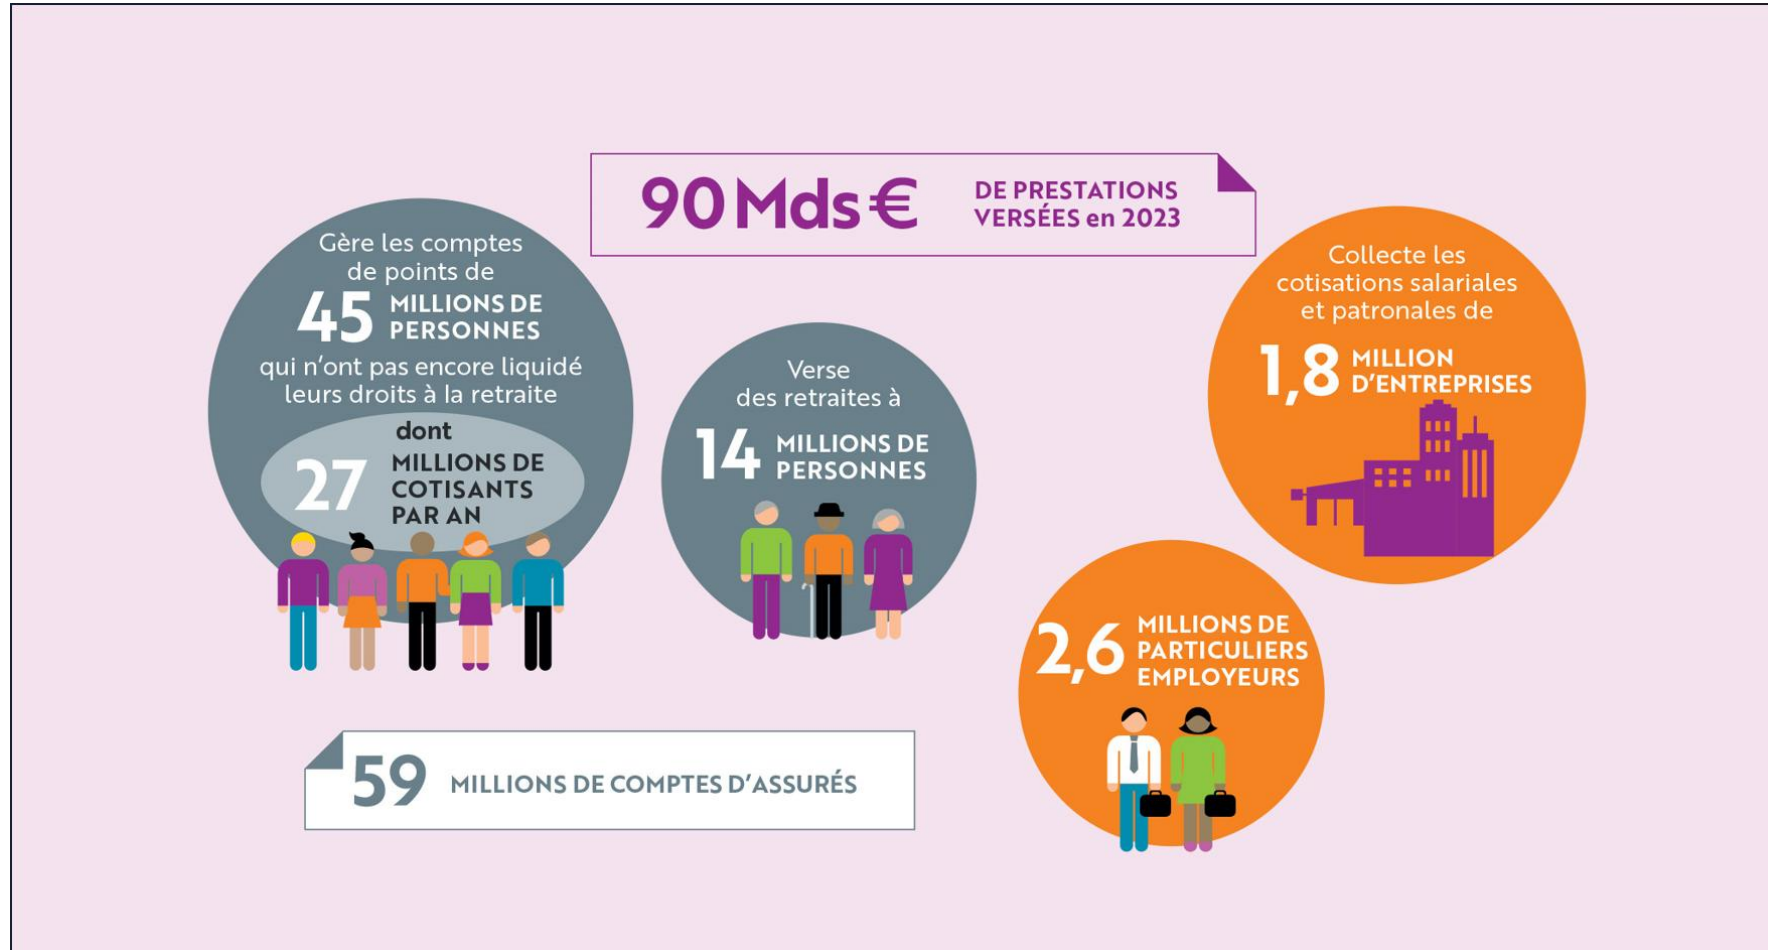 90 Mds €
DE PRESTATIONS
VERSÉES en 2023
Gère les comptes
de points de
45 MILLIONS DE
PERSONNES
qui n’ont pas encore liquidé
leurs droits à la retraite
dont
27 MILLIONS DE
COTISANTS
PAR AN
Verse
des retraites à
14 MILLIONS DE
PERSONNES
Collecte les
cotisations salariales
et patronales de
1,8 MILLION
D’ENTREPRISES
2,6 MILLIONS DE
PARTICULIERS
EMPLOYEURS
59 MILLIONS DE COMPTES D’ASSURÉS